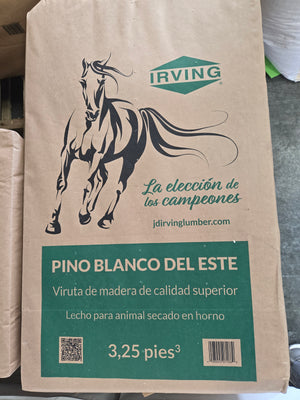 IRVING
La elección de
los campeones
jdirvinglumber.com
PINO BLANCO DEL ESTE
Viruta de madera de calidad superior
Lecho para animal secado en horno
3,25 pies³